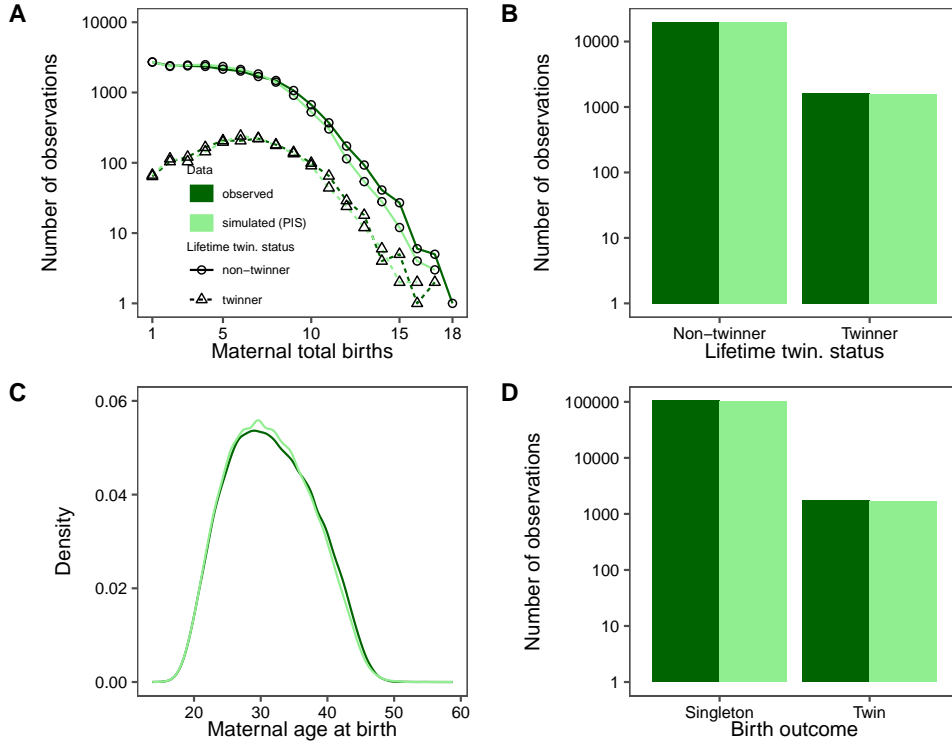 A
Number of observations
10000
1000
100
10
1
Data
observed
simulated (PIS)
Lifetime twin. status
non−twinner
twinner
1 5 10 15 18
Maternal total births
B
Number of observations
10000
1000
100
10
1
Non−twinner Twinner
Lifetime twin. status
C
Density
0.06
0.04
0.02
0.00
20 30 40 50 60
Maternal age at birth
D
Number of observations
100000
10000
1000
100
10
1
Singleton Twin
Birth outcome